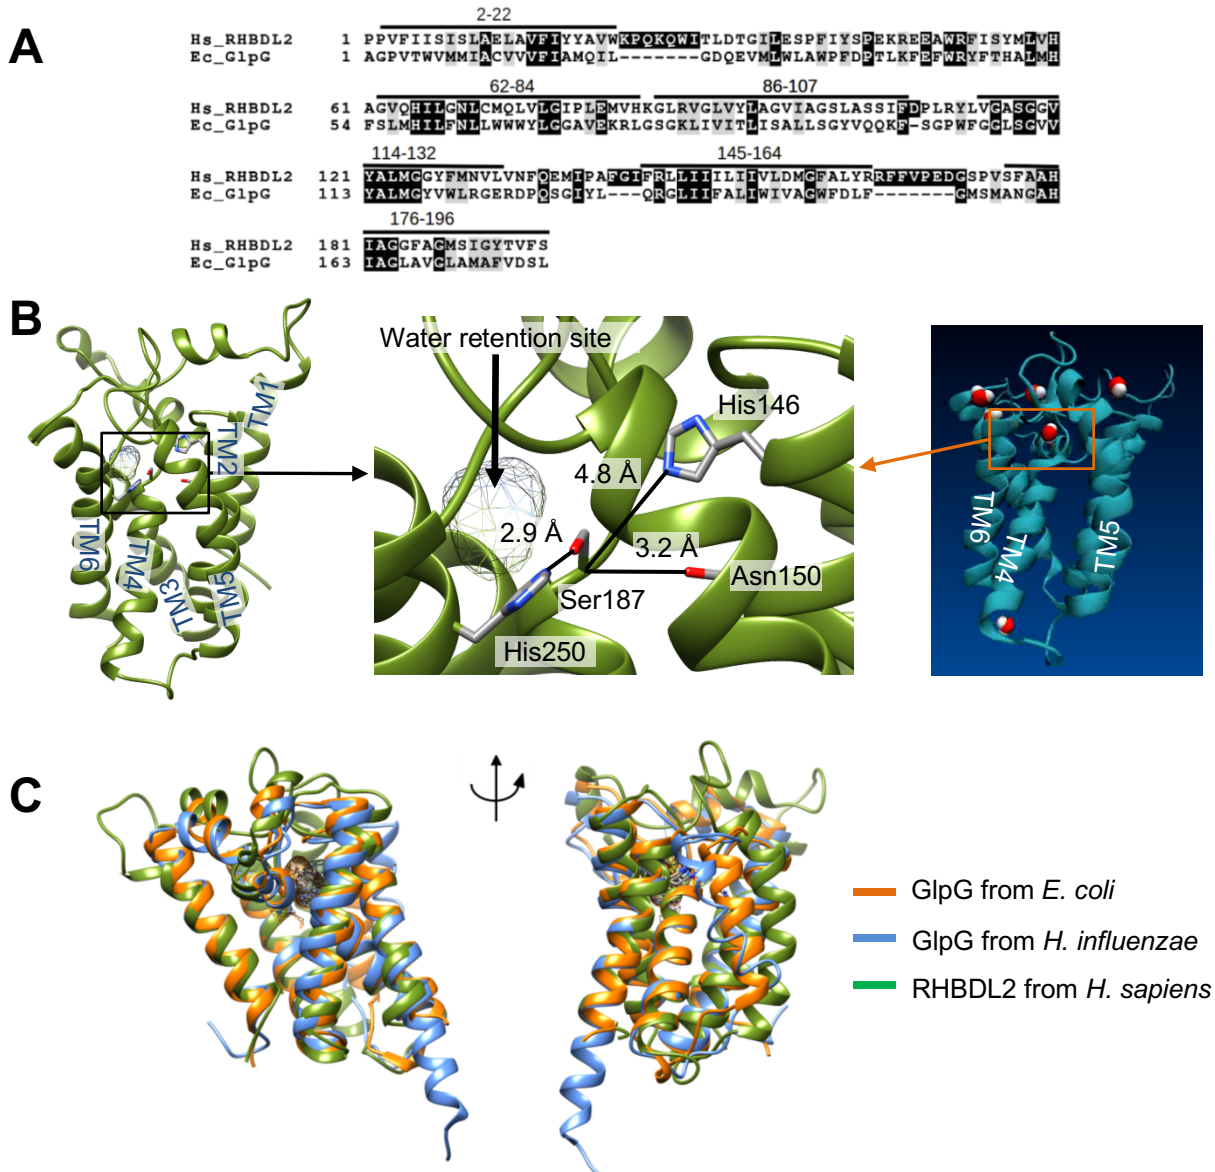 A
2-22
Hs_RHBDL2 1 PPVFIISISLAELAVFIYYAVWKPQKQWITLDTGILESPFIYSPEKREEAWRFISYMLVH
Ec_GlpG 1 AGPVTWVMMIACVVVFIAMQIL-------GDQEVMLWLAWPFDPTLKFEFWRYFTHALMH
62-84 86-107
Hs_RHBDL2 61 AGVQHILGNLCMQLVLGIPLEMVHKGLRVGLVYLAGVIAGSLASSIFDPLRYLVGASGGV
Ec_GlpG 54 FSLMHILFNLLWWWYLGGAVEKRLGSGKLIVITLISALLSGYVQQKF-SGPWFGGLSGVV
114-132 145-164
Hs_RHBDL2 121 YALMGGYFMNVLVNFQEMIPAFGIFRLLIIILIIVLDMGFALYRRFFVPEDGSPVSFAAH
Ec_GlpG 113 YALMGYVWLRGERDPQSGIYL---QRGLIIFALIWIVAGWFDLF-------GMSMANGAH
176-196
Hs_RHBDL2 181 IAGGFAGMSIGYTVFS
Ec_GlpG 163 IAGLAVGLAMAFVDSL
B
TM1
TM2
TM6
TM4
TM3
TM5
Water retention site
His146
4.8 Å
2.9 Å
3.2 Å
Asn150
Ser187
His250
TM6
TM4
TM5
C
GlpG from E. coli
GlpG from H. influenzae
RHBDL2 from H. sapiens